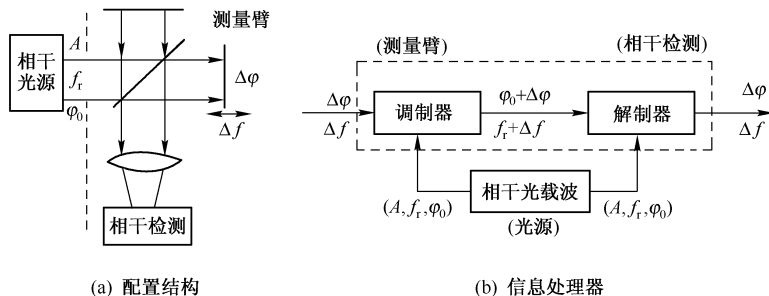 测量臂
相干
光源
A
f_r
φ_0
Δφ
Δf
相干检测
(a) 配置结构
(测量臂)
(相干检测)
Δφ
Δf
调制器
φ_0+Δφ
f_r+Δf
解制器
Δφ
Δf
相干光载波
(A, f_r, φ_0)
(光源)
(A, f_r, φ_0)
(b) 信息处理器